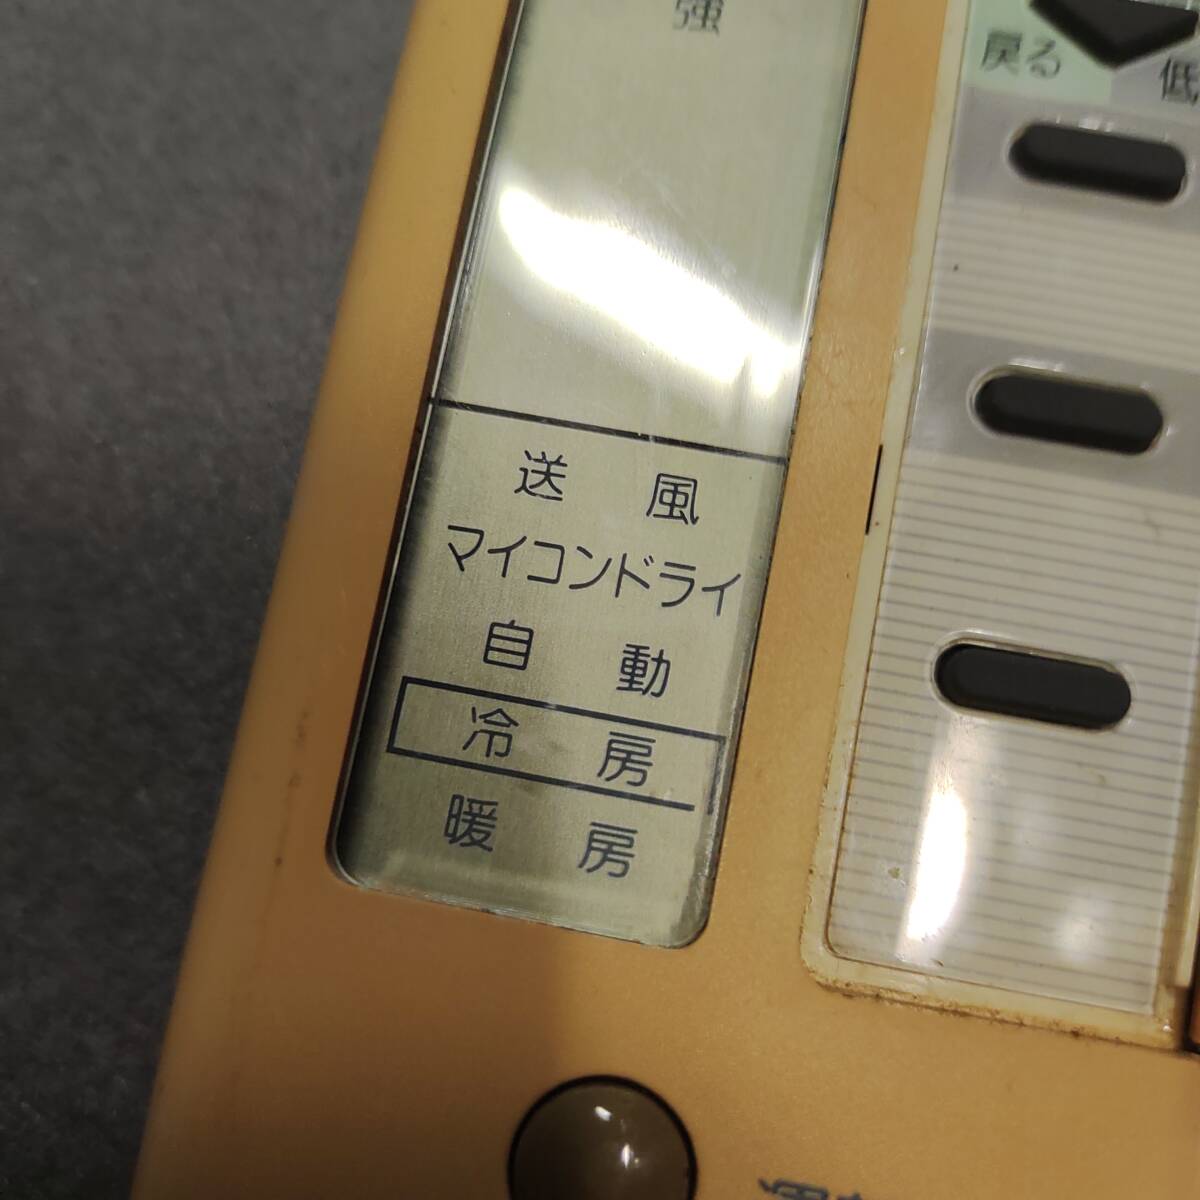 強
戻る
低
送 風
マイコンドライ
自 動
冷 房
暖 房